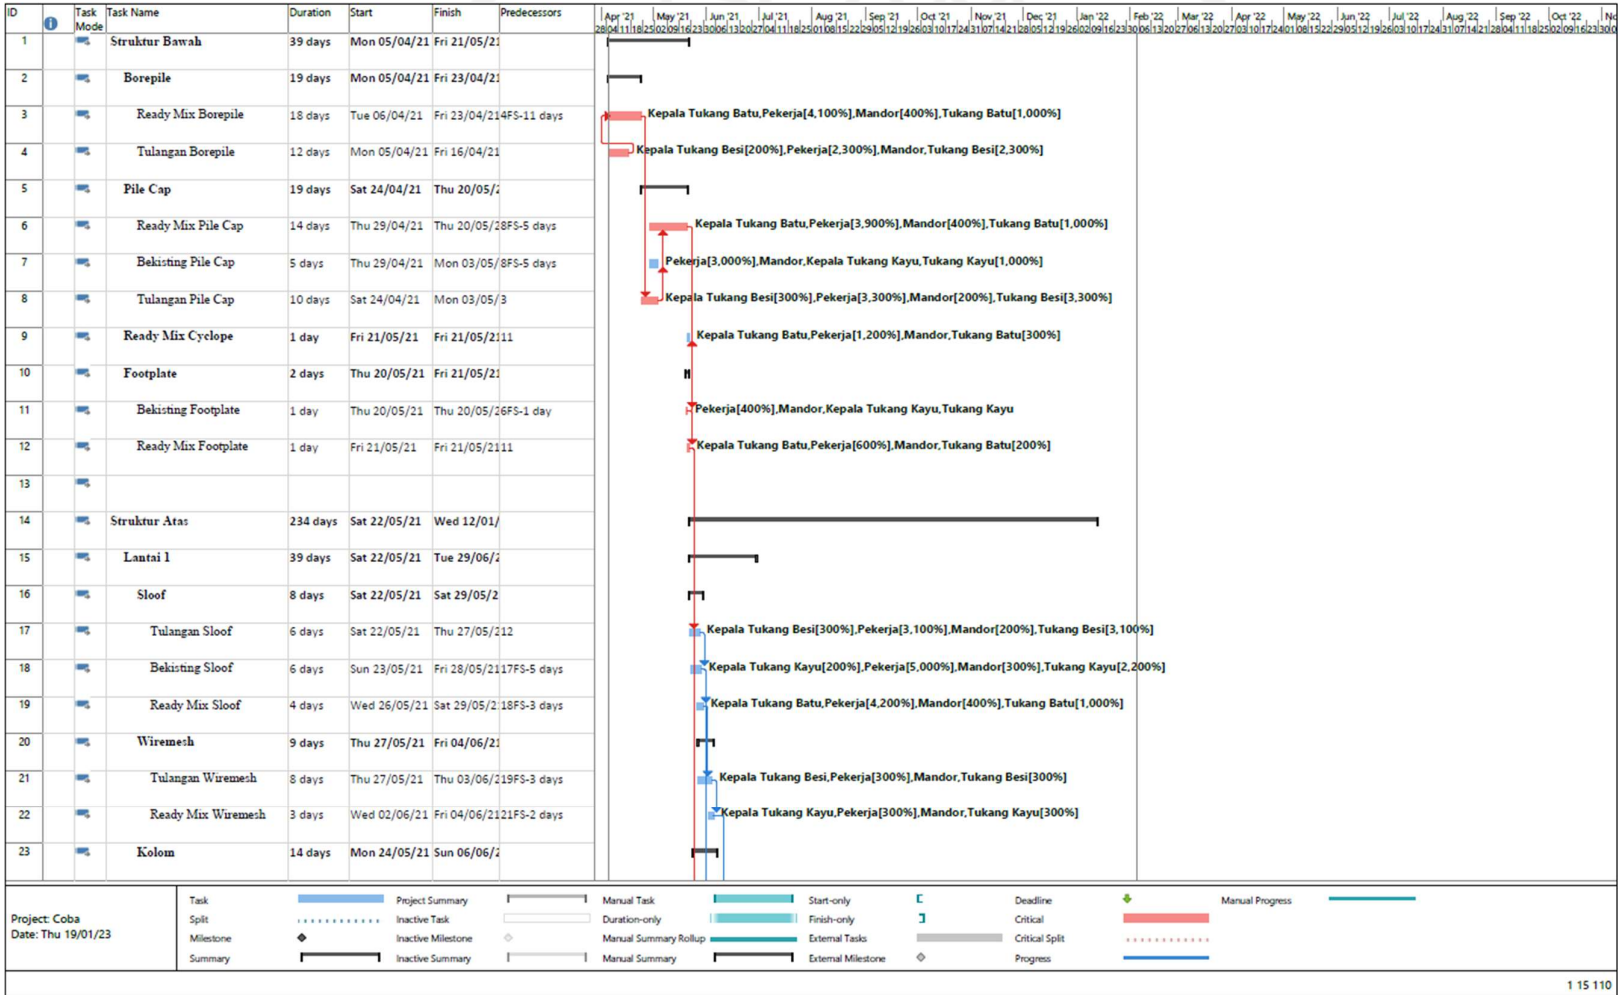 ID Task Mode Task Name Duration Start Finish Predecessors Apr '21 May '21 Jun '21 Jul '21 Aug '21 Sep '21 Oct '21 Nov '21 Dec '21 Jan '22 Feb '22 Mar '22 Apr '22 May '22 Jun '22 Jul '22 Aug '22 Sep '22 Oct '22 No
1 Struktur Bawah 39 days Mon 05/04/21 Fri 21/05/21
2 Borepile 19 days Mon 05/04/21 Fri 23/04/21
3 Ready Mix Borepile 18 days Tue 06/04/21 Fri 23/04/21 4FS-11 days Kepala Tukang Batu,Pekerja[4,100%],Mandor[400%],Tukang Batu[1,000%]
4 Tulangan Borepile 12 days Mon 05/04/21 Fri 16/04/21 Kepala Tukang Besi[200%],Pekerja[2,300%],Mandor,Tukang Besi[2,300%]
5 Pile Cap 19 days Sat 24/04/21 Thu 20/05/2
6 Ready Mix Pile Cap 14 days Thu 29/04/21 Thu 20/05/2 8FS-5 days Kepala Tukang Batu,Pekerja[3,900%],Mandor[400%],Tukang Batu[1,000%]
7 Bekisting Pile Cap 5 days Thu 29/04/21 Mon 03/05/ 8FS-5 days Pekerja[3,000%],Mandor,Kepala Tukang Kayu,Tukang Kayu[1,000%]
8 Tulangan Pile Cap 10 days Sat 24/04/21 Mon 03/05/ 3 Kepala Tukang Besi[300%],Pekerja[3,300%],Mandor[200%],Tukang Besi[3,300%]
9 Ready Mix Cyclope 1 day Fri 21/05/21 Fri 21/05/21 11 Kepala Tukang Batu,Pekerja[1,200%],Mandor,Tukang Batu[300%]
10 Footplate 2 days Thu 20/05/21 Fri 21/05/21
11 Bekisting Footplate 1 day Thu 20/05/21 Thu 20/05/2 6FS-1 day Pekerja[400%],Mandor,Kepala Tukang Kayu,Tukang Kayu
12 Ready Mix Footplate 1 day Fri 21/05/21 Fri 21/05/21 11 Kepala Tukang Batu,Pekerja[600%],Mandor,Tukang Batu[200%]
13
14 Struktur Atas 234 days Sat 22/05/21 Wed 12/01/
15 Lantai 1 39 days Sat 22/05/21 Tue 29/06/2
16 Sloof 8 days Sat 22/05/21 Sat 29/05/2
17 Tulangan Sloof 6 days Sat 22/05/21 Thu 27/05/2 12 Kepala Tukang Besi[300%],Pekerja[3,100%],Mandor[200%],Tukang Besi[3,100%]
18 Bekisting Sloof 6 days Sun 23/05/21 Fri 28/05/21 17FS-5 days Kepala Tukang Kayu[200%],Pekerja[5,000%],Mandor[300%],Tukang Kayu[2,200%]
19 Ready Mix Sloof 4 days Wed 26/05/21 Sat 29/05/2 18FS-3 days Kepala Tukang Batu,Pekerja[4,200%],Mandor[400%],Tukang Batu[1,000%]
20 Wiremesh 9 days Thu 27/05/21 Fri 04/06/21
21 Tulangan Wiremesh 8 days Thu 27/05/21 Thu 03/06/2 19FS-3 days Kepala Tukang Besi,Pekerja[300%],Mandor,Tukang Besi[300%]
22 Ready Mix Wiremesh 3 days Wed 02/06/21 Fri 04/06/21 21FS-2 days Kepala Tukang Kayu,Pekerja[300%],Mandor,Tukang Kayu[300%]
23 Kolom 14 days Mon 24/05/21 Sun 06/06/2
Project: Coba
Date: Thu 19/01/23
Task Project Summary Manual Task Start-only Deadline Manual Progress
Split Inactive Task Duration-only Finish-only Critical
Milestone Inactive Milestone Manual Summary Rollup External Tasks Critical Split
Summary Inactive Summary Manual Summary External Milestone Progress
1 15 110